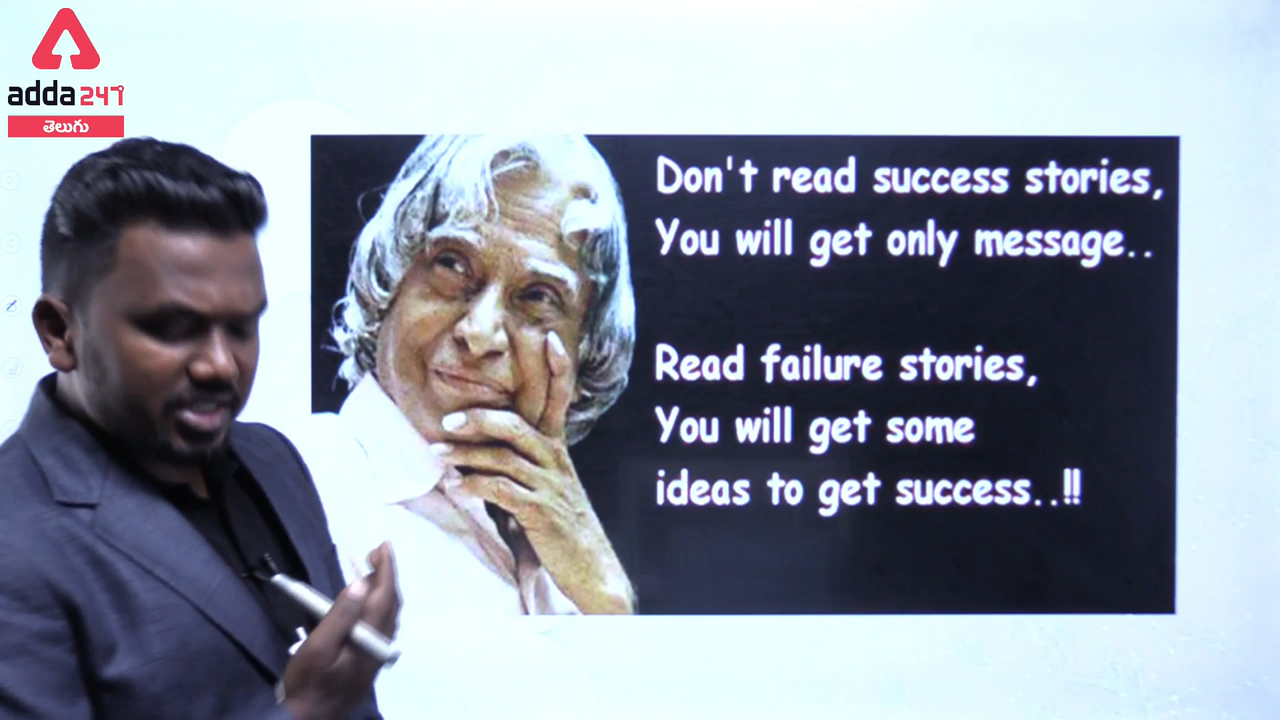 adda247
తెలుగు
Don't read success stories,
You will get only message..
Read failure stories,
You will get some
ideas to get success..!!